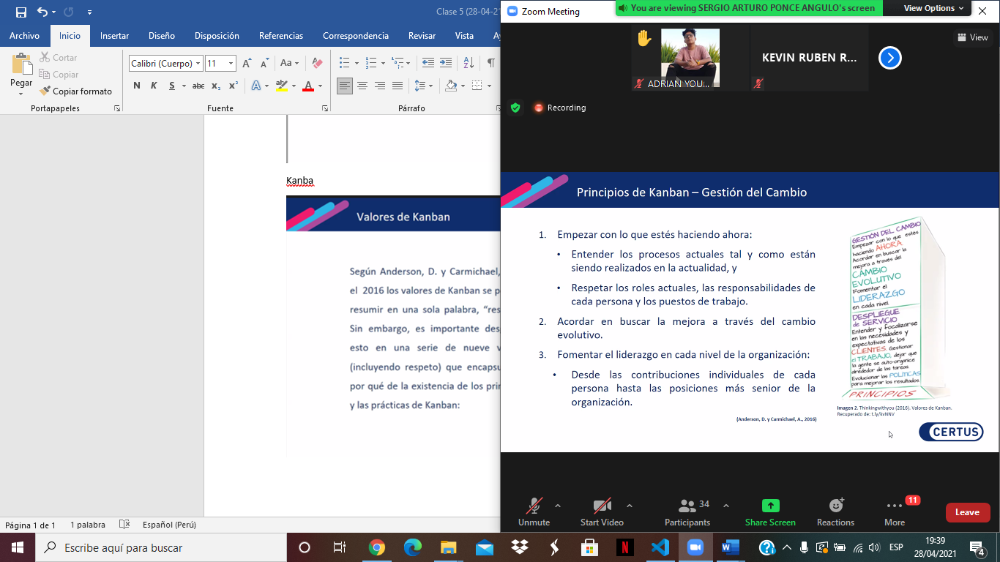 Clase 5 (28-04-21
Archivo Inicio Insertar Diseño Disposición Referencias Correspondencia Revisar Vista
Pegar
Cortar
Copiar
Copiar formato
Portapapeles
Calibri (Cuerpo) 11
Aa
N K S abc x₂ x²
A A
Fuente
Párrafo
Kanba
Valores de Kanban
Según Anderson, D. y Carmichael,
el 2016 los valores de Kanban se p
resumir en una sola palabra, “res
Sin embargo, es importante des
esto en una serie de nueve v
(incluyendo respeto) que encapsu
por qué de la existencia de los prin
y las prácticas de Kanban:
Página 1 de 1 1 palabra Español (Perú)
Zoom Meeting
You are viewing SERGIO ARTURO PONCE ANGULO's screen
View Options
View
ADRIAN YOU...
KEVIN RUBEN R...
Recording
Principios de Kanban – Gestión del Cambio
1. Empezar con lo que estés haciendo ahora:
• Entender los procesos actuales tal y como están
siendo realizados en la actualidad, y
• Respetar los roles actuales, las responsabilidades de
cada persona y los puestos de trabajo.
2. Acordar en buscar la mejora a través del cambio
evolutivo.
3. Fomentar el liderazgo en cada nivel de la organización:
• Desde las contribuciones individuales de cada
persona hasta las posiciones más senior de la
organización.
(Anderson, D. y Carmichael, A., 2016)
GESTIÓN DEL CAMBIO
Empezar con lo que estés
haciendo AHORA
Acordar en buscar la
mejora a través del
CAMBIO
EVOLUTIVO
Fomentar el
LIDERAZGO
en cada nivel.
DESPLIEGUE
de SERVICIO
Entender y focalizarse
en las necesidades y
expectativas de los
CLIENTES. Gestionar
el TRABAJO, dejar que
la gente se auto-organice
alrededor de las tareas.
Evolucionar las POLÍTICAS
para mejorar los resultados.
PRINCIPIOS
Imagen 2. Thinkingwithyou (2016). Valores de Kanban.
Recuperado de: t.ly/kvNNV
CERTUS
Unmute
Start Video
34
Participants
Share Screen
Reactions
11
More
Leave
Escribe aquí para buscar
ESP
19:39
28/04/2021
4